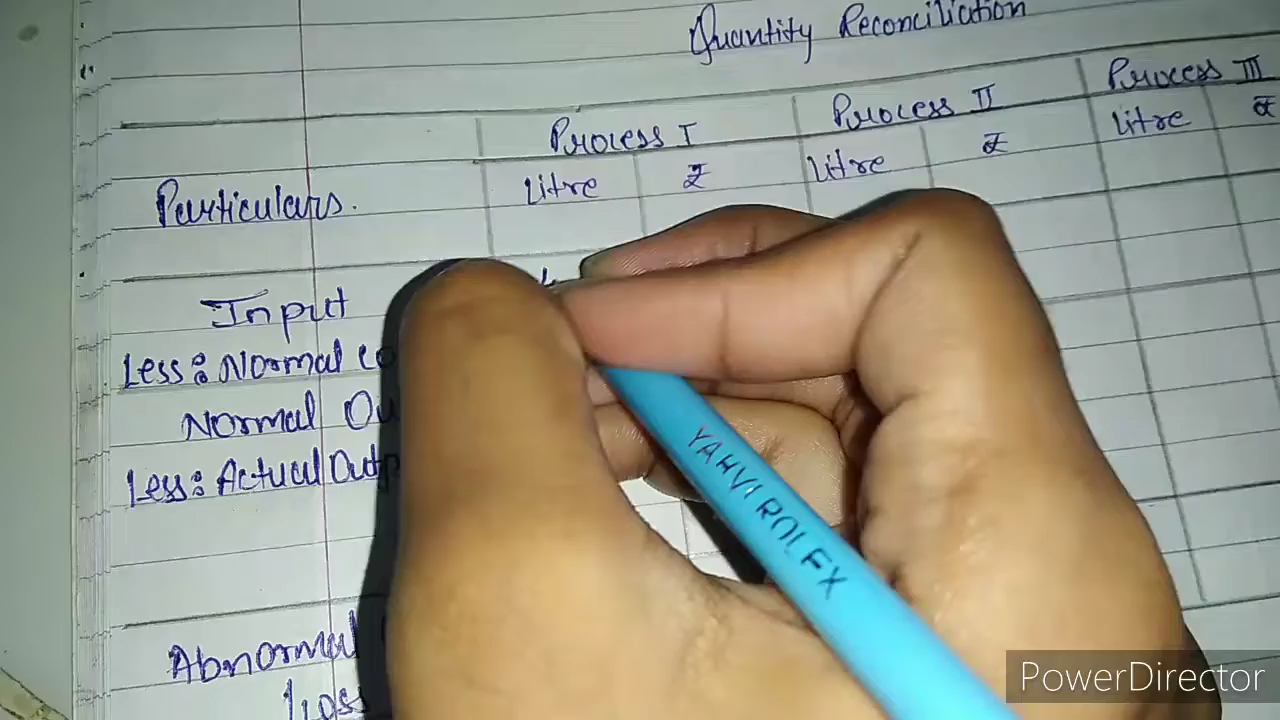 Quantity Reconciliation
Particulars. Process I Process II Process III
Litre ₹ Litre ₹ Litre ₹
Input
Less: Normal
Normal
Less: Actual
Abnormal
YAHVI ROLEX
PowerDirector